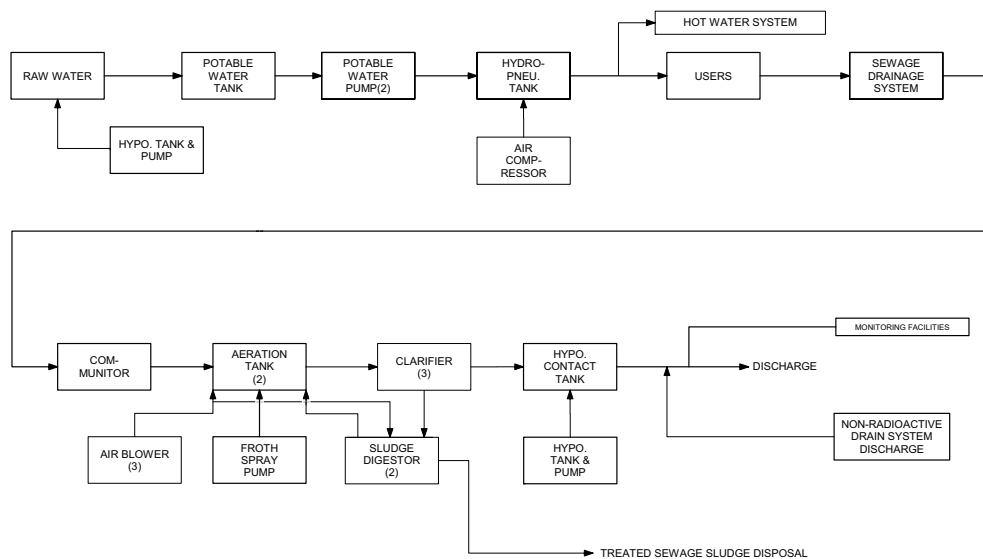 HOT WATER SYSTEM
RAW WATER
POTABLE
WATER
TANK
POTABLE
WATER
PUMP(2)
HYDRO-
PNEU.
TANK
USERS
SEWAGE
DRAINAGE
SYSTEM
HYPO. TANK &
PUMP
AIR
COMP-
RESSOR
MONITORING FACILITIES
COM-
MUNITOR
AERATION
TANK
(2)
CLARIFIER
(3)
HYPO.
CONTACT
TANK
DISCHARGE
AIR BLOWER
(3)
FROTH
SPRAY
PUMP
SLUDGE
DIGESTOR
(2)
HYPO.
TANK &
PUMP
NON-RADIOACTIVE
DRAIN SYSTEM
DISCHARGE
TREATED SEWAGE SLUDGE DISPOSAL